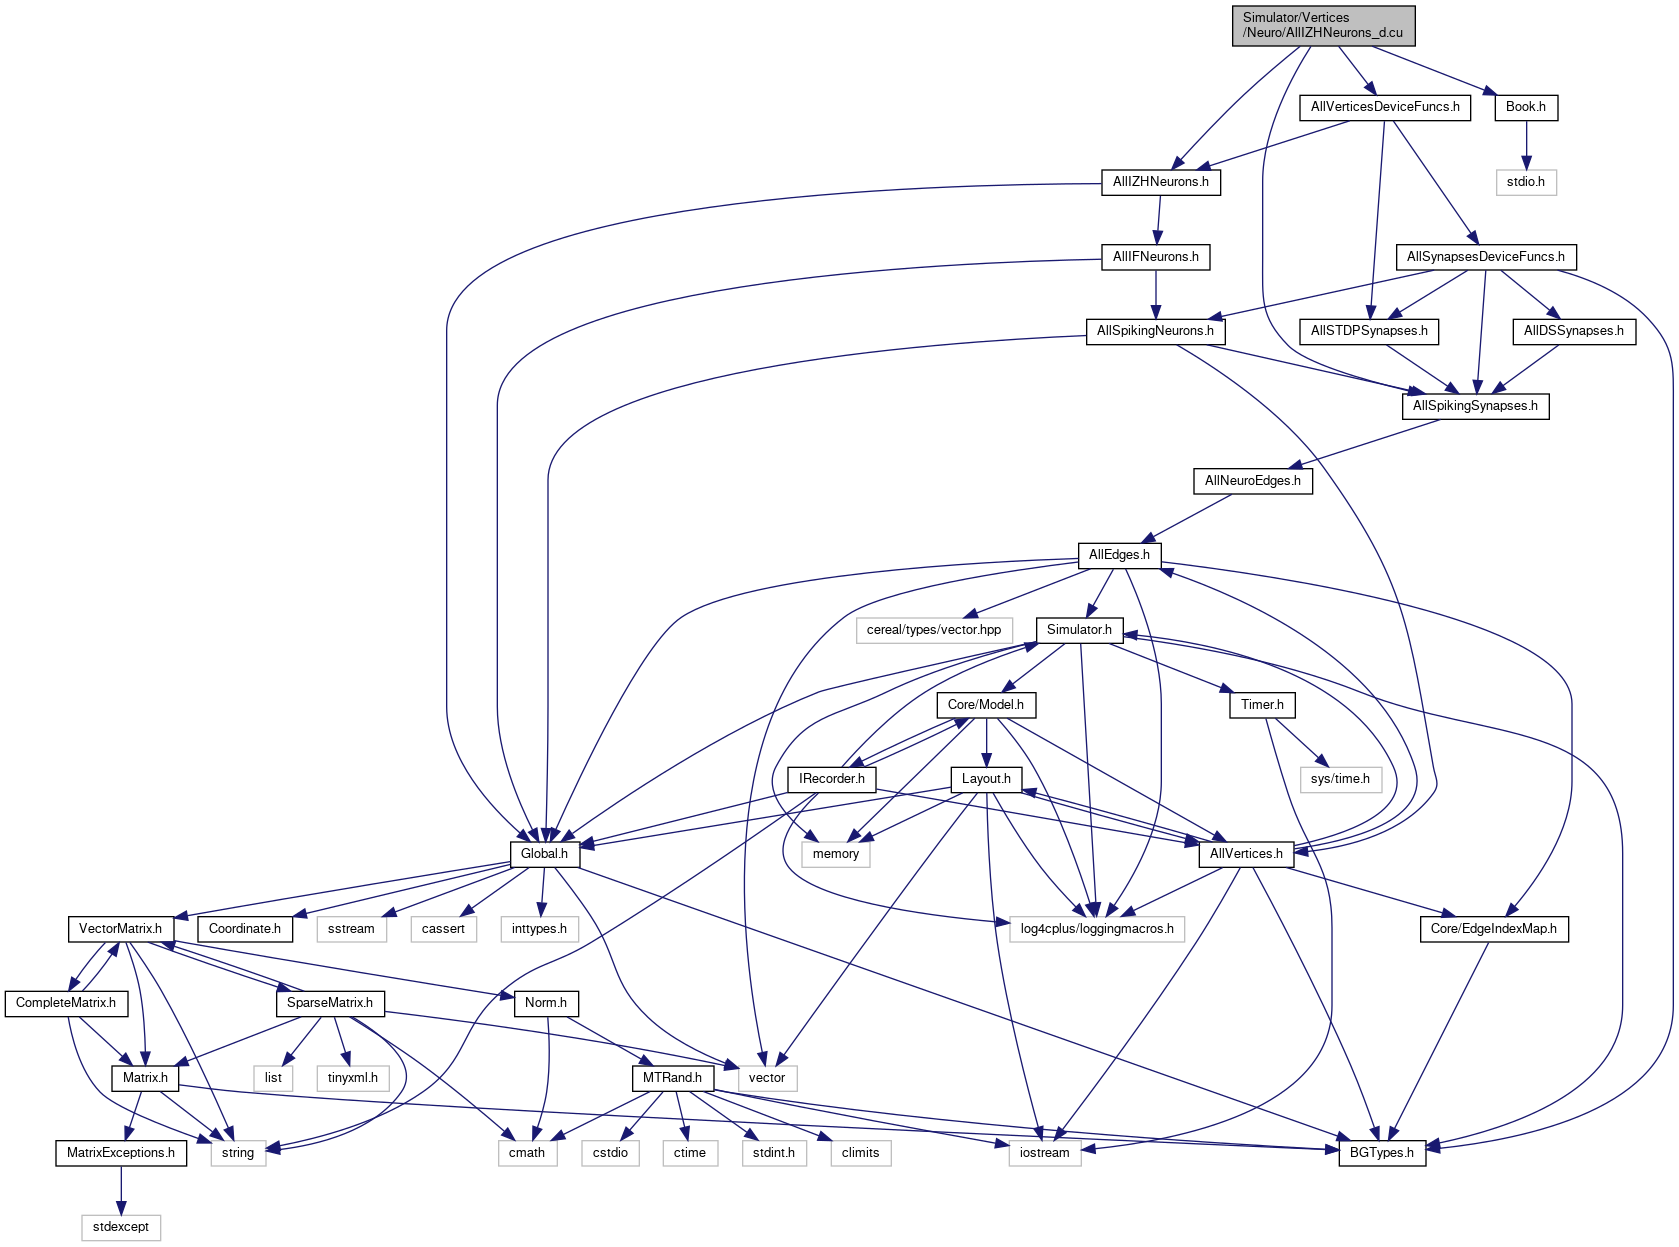 Simulator/Vertices
/Neuro/AllIZHNeurons_d.cu
AllVerticesDeviceFuncs.h
Book.h
AllIZHNeurons.h
stdio.h
AllIFNeurons.h
AllSynapsesDeviceFuncs.h
AllSpikingNeurons.h
AllSTDPSynapses.h
AllDSSynapses.h
AllSpikingSynapses.h
AllNeuroEdges.h
AllEdges.h
cereal/types/vector.hpp
Simulator.h
Core/Model.h
Timer.h
IRecorder.h
Layout.h
sys/time.h
Global.h
memory
AllVertices.h
VectorMatrix.h
Coordinate.h
sstream
cassert
inttypes.h
log4cplus/loggingmacros.h
Core/EdgeIndexMap.h
CompleteMatrix.h
SparseMatrix.h
Norm.h
Matrix.h
list
tinyxml.h
MTRand.h
vector
MatrixExceptions.h
string
cmath
cstdio
ctime
stdint.h
climits
iostream
BGTypes.h
stdexcept